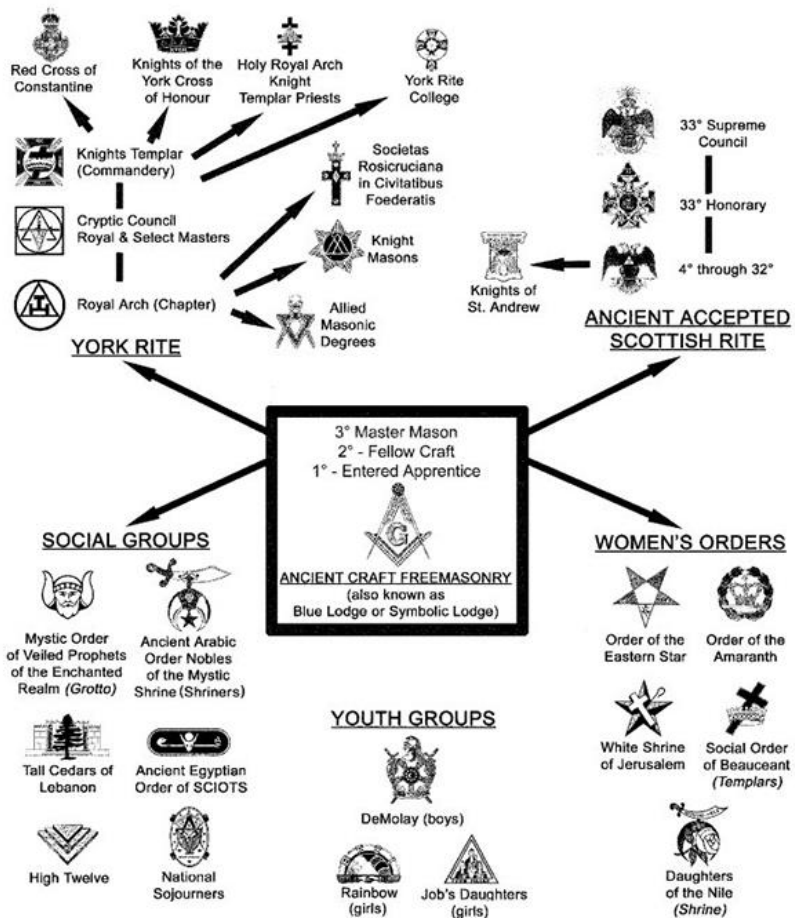 Red Cross of
Constantine
Knights of the
York Cross
of Honour
Holy Royal Arch
Knight
Templar Priests
York Rite
College
Knights Templar
(Commandery)
Cryptic Council
Royal & Select Masters
Royal Arch (Chapter)
YORK RITE
Societas
Rosicruciana
in Civitatibus
Foederatis
Knight
Masons
Allied
Masonic
Degrees
33° Supreme
Council
33° Honorary
4° through 32°
Knights of
St. Andrew
ANCIENT ACCEPTED
SCOTTISH RITE
3° Master Mason
2° - Fellow Craft
1° - Entered Apprentice
G
ANCIENT CRAFT FREEMASONRY
(also known as
Blue Lodge or Symbolic Lodge)
SOCIAL GROUPS
Mystic Order
of Veiled Prophets
of the Enchanted
Realm (Grotto)
Ancient Arabic
Order Nobles
of the Mystic
Shrine (Shriners)
Tall Cedars of
Lebanon
Ancient Egyptian
Order of SCIOTS
High Twelve
National
Sojourners
YOUTH GROUPS
DeMolay (boys)
Rainbow
(girls)
Job's Daughters
(girls)
WOMEN'S ORDERS
Order of the
Eastern Star
Order of the
Amaranth
White Shrine
of Jerusalem
Social Order
of Beauceant
(Templars)
Daughters
of the Nile
(Shrine)